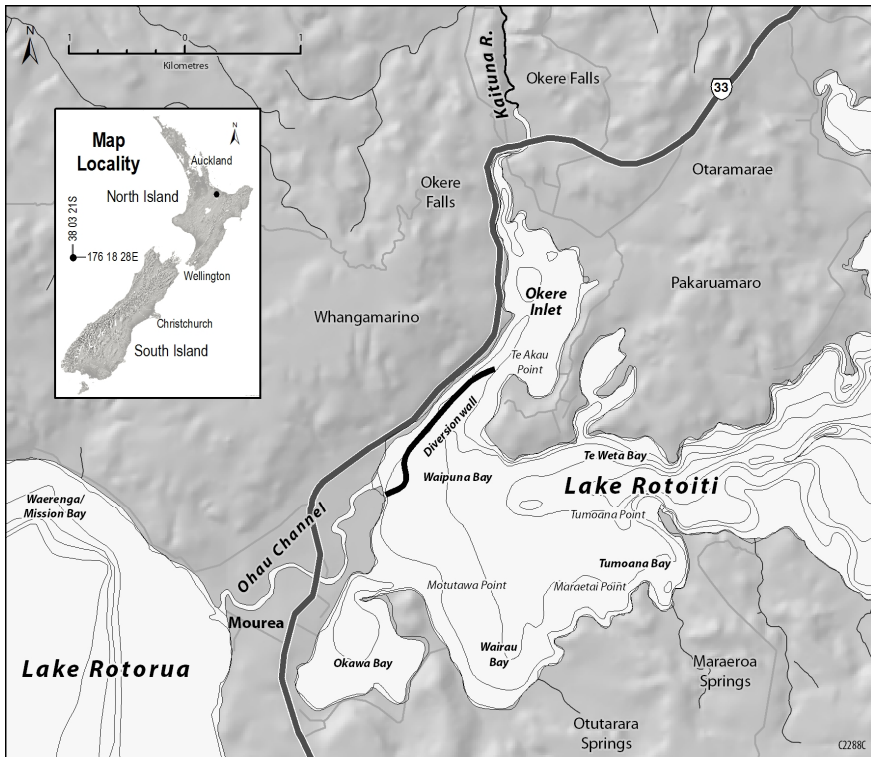 N
1
0
1
Kilometres
Kaituna R.
Okere Falls
33
Map
Locality
N
Auckland
North Island
38 03 21S
176 18 28E
Wellington
Christchurch
South Island
Okere
Falls
Otaramarae
Pakaruamaro
Okere
Inlet
Whangamarino
Te Akau
Point
Diversion wall
Te Weta Bay
Waipuna Bay
Lake Rotoiti
Waerenga/
Mission Bay
Tumoana Point
Ohau Channel
Tumoana Bay
Motutawa Point
Maraetai Point
Mourea
Wairau
Bay
Okawa Bay
Lake Rotorua
Maraeroa
Springs
Otutarara
Springs
C2288C